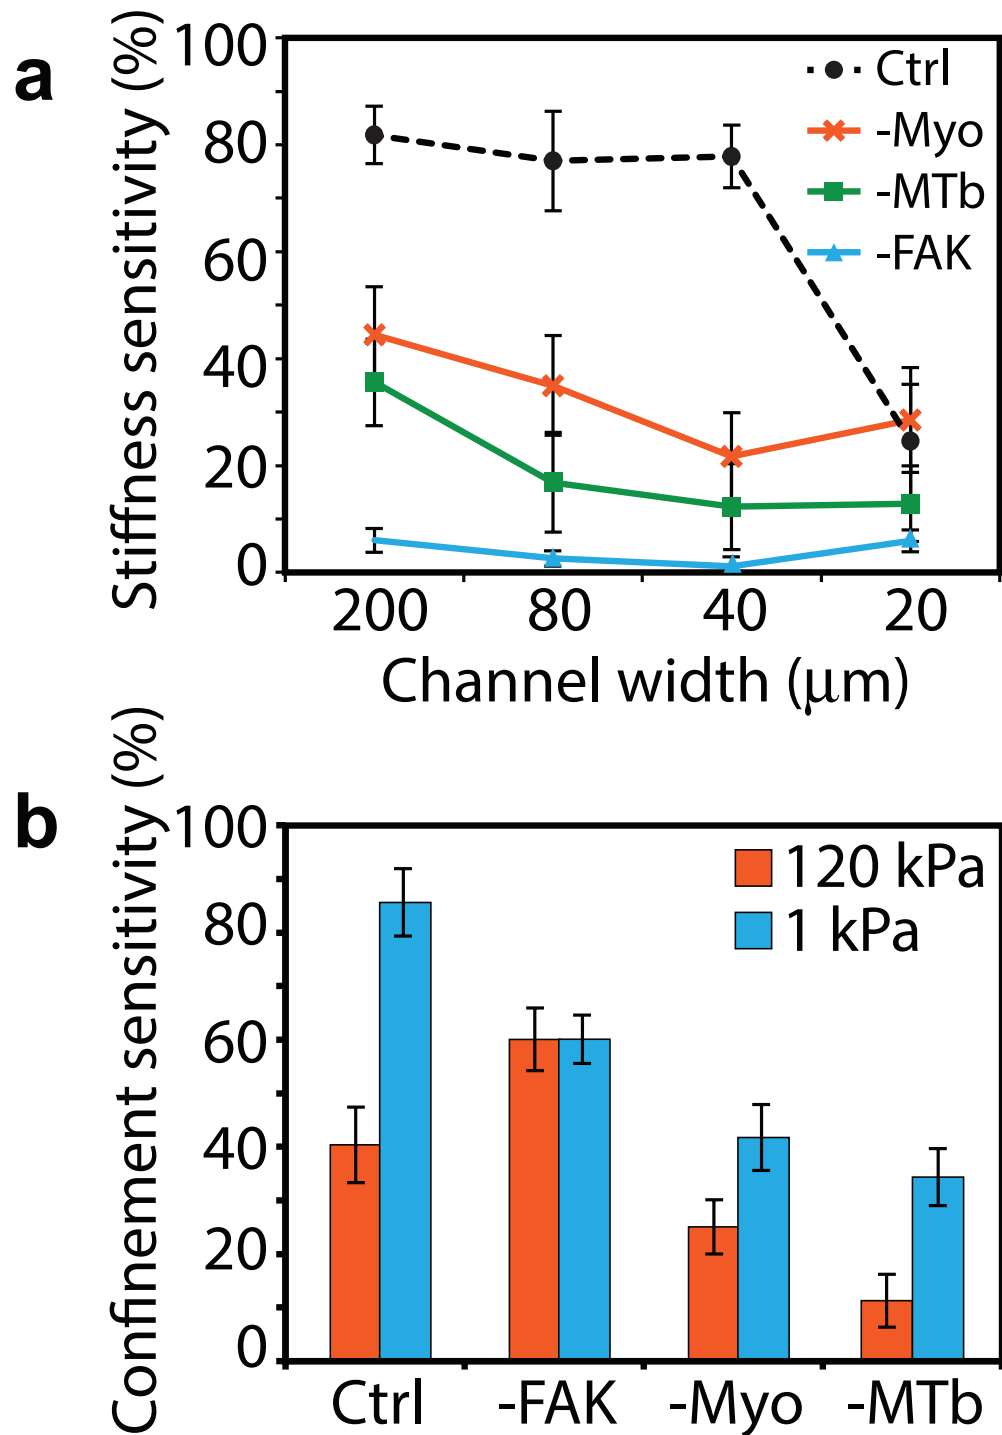 a
Stiffness sensitivity (%)
100
80
60
40
20
0
Ctrl
-Myo
-MTb
-FAK
200 80 40 20
Channel width (μm)
b
Confinement sensitivity (%)
100
80
60
40
20
0
120 kPa
1 kPa
Ctrl -FAK -Myo -MTb